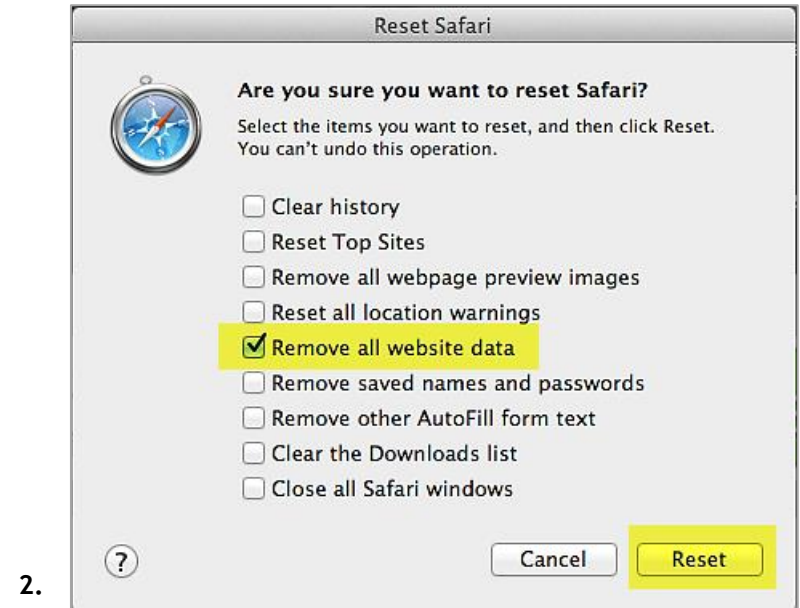 Reset Safari
Are you sure you want to reset Safari?
Select the items you want to reset, and then click Reset.
You can't undo this operation.
Clear history
Reset Top Sites
Remove all webpage preview images
Reset all location warnings
Remove all website data
Remove saved names and passwords
Remove other AutoFill form text
Clear the Downloads list
Close all Safari windows
? Cancel Reset
2.